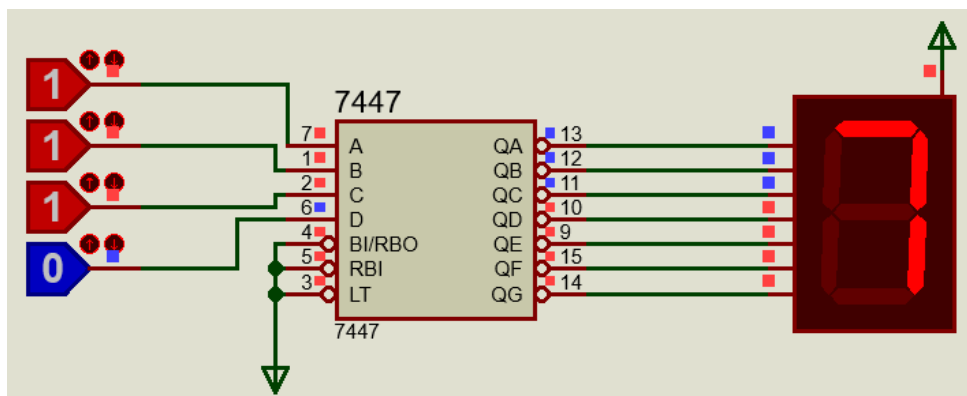 1
1
1
0
7447
7 A QA 13
1 B QB 12
2 C QC 11
6 D QD 10
4 BI/RBO QE 9
5 RBI QF 15
3 LT QG 14
7447
7